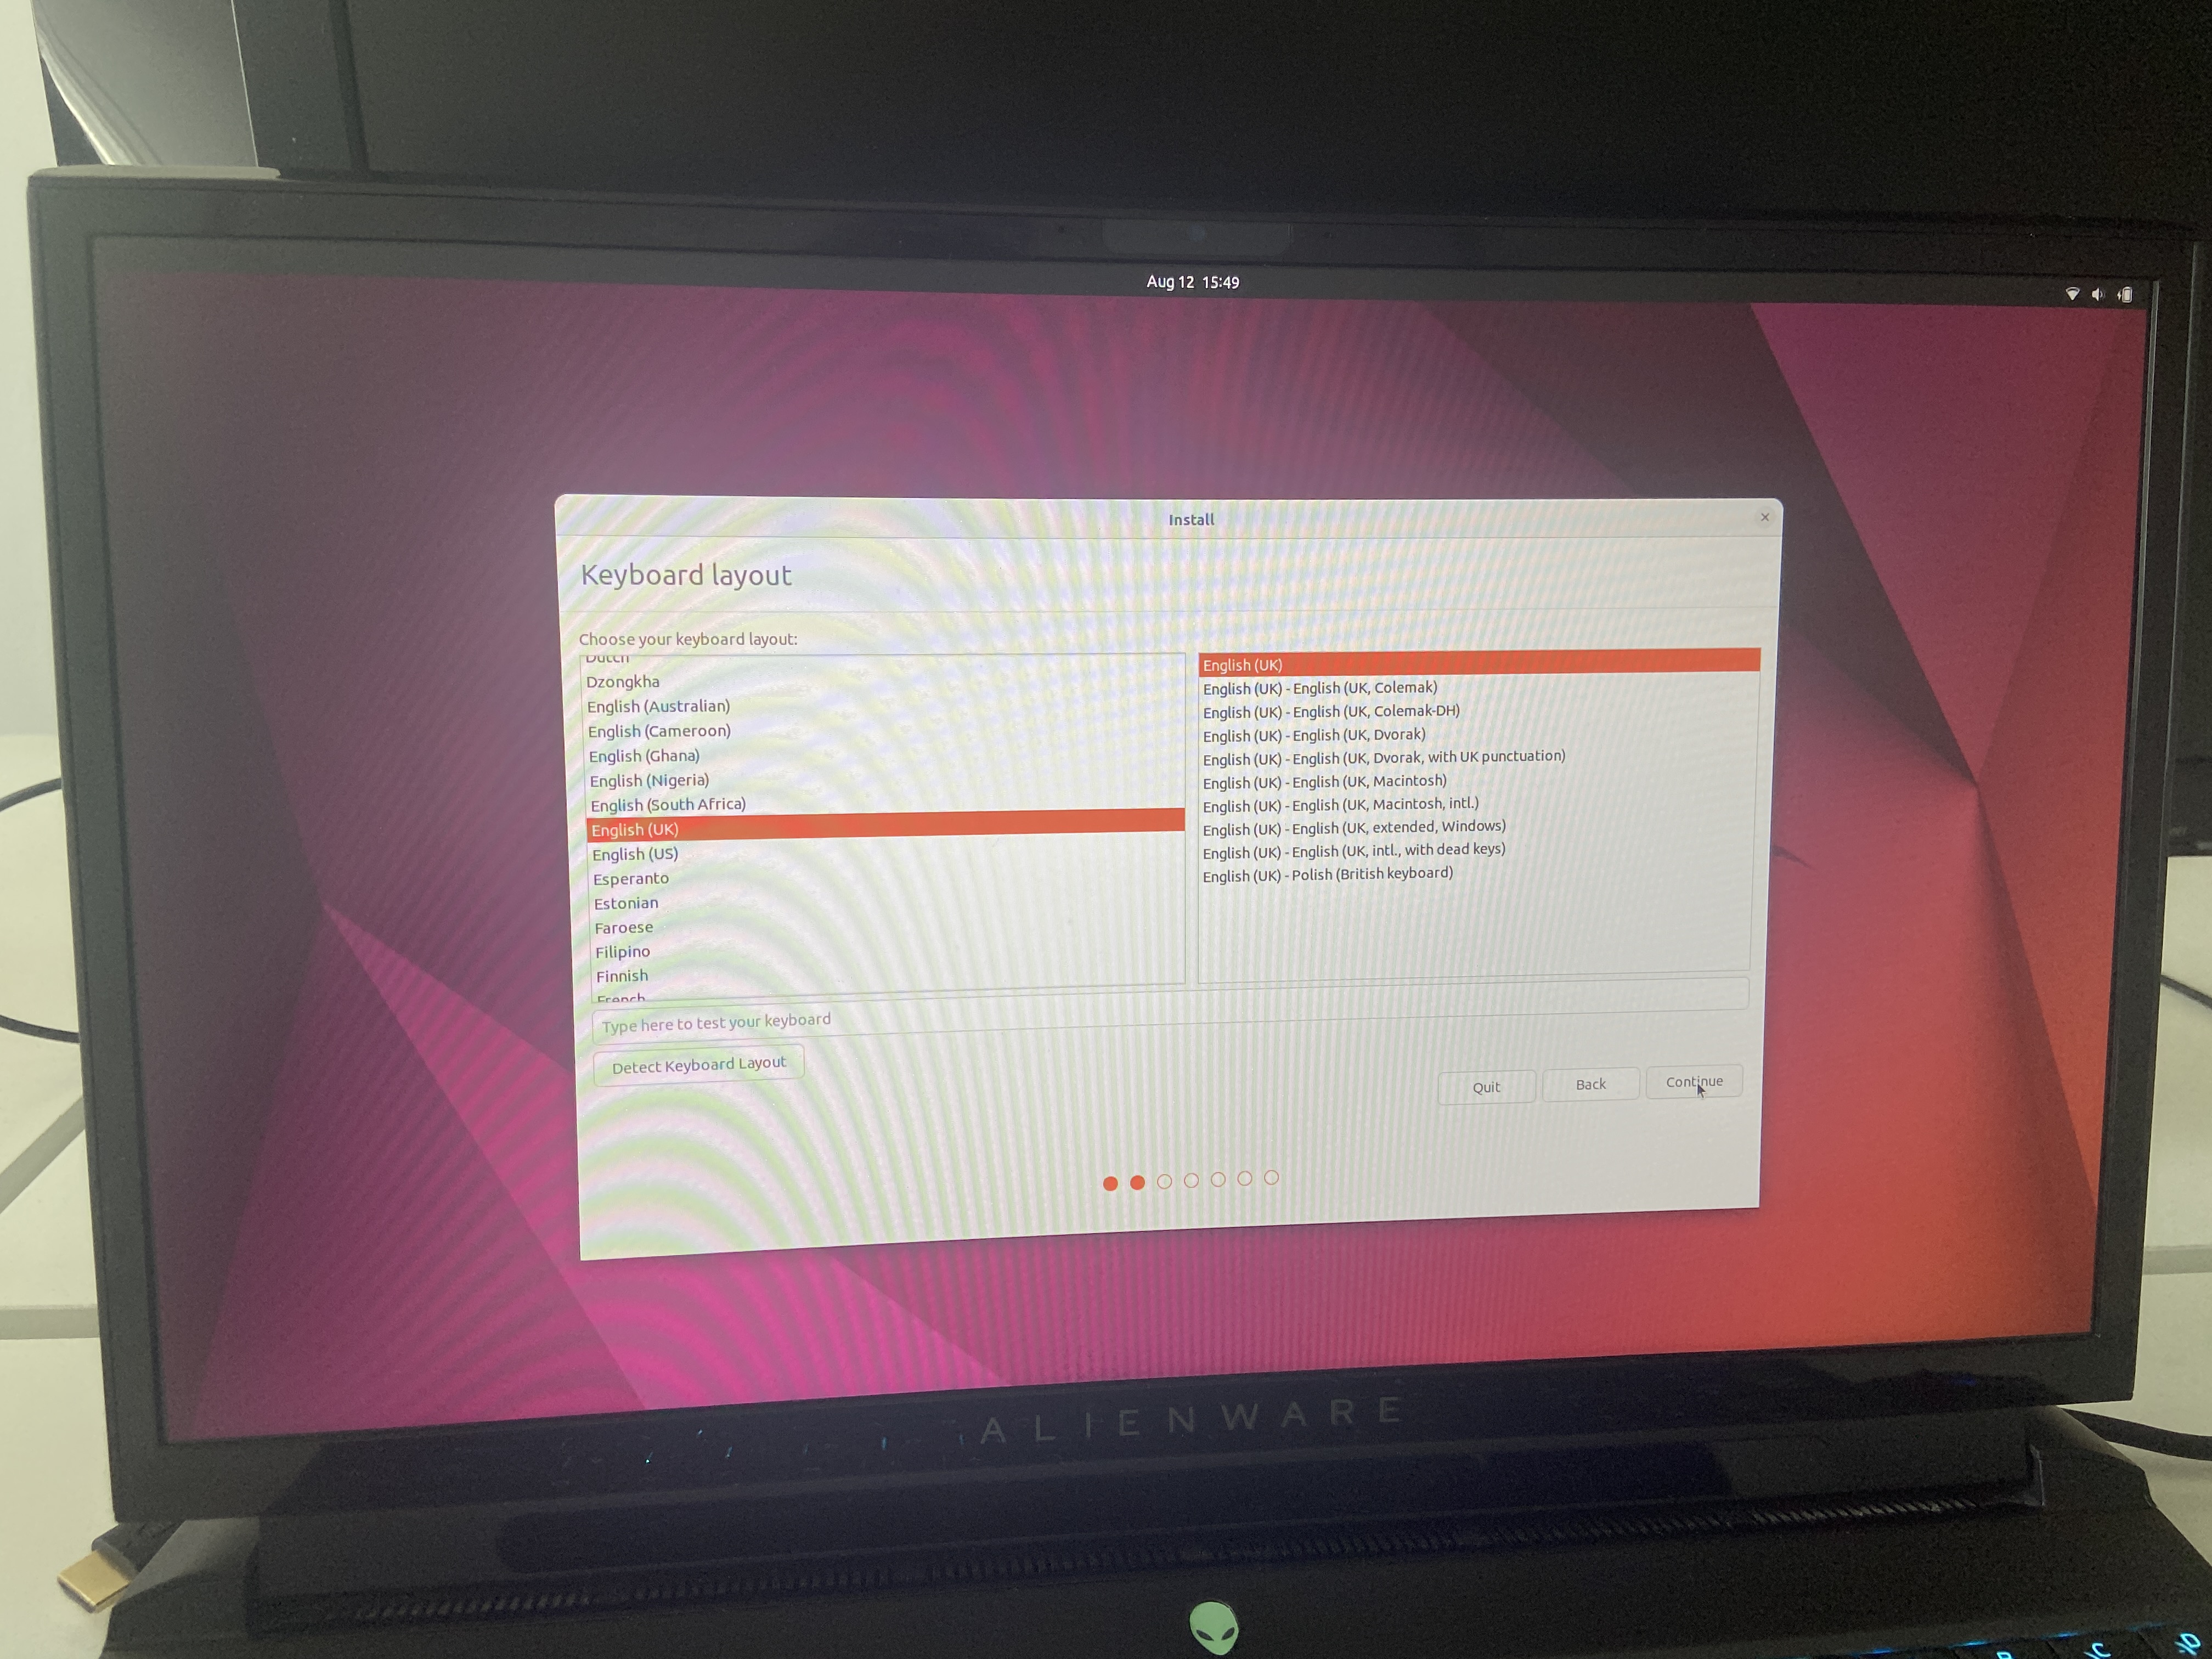 Aug 12 15:49
Install
Keyboard layout
Choose your keyboard layout:
Dutch
Dzongkha
English (Australian)
English (Cameroon)
English (Ghana)
English (Nigeria)
English (South Africa)
English (UK)
English (US)
Esperanto
Estonian
Faroese
Filipino
Finnish
French
English (UK)
English (UK) - English (UK, Colemak)
English (UK) - English (UK, Colemak-DH)
English (UK) - English (UK, Dvorak)
English (UK) - English (UK, Dvorak, with UK punctuation)
English (UK) - English (UK, Macintosh)
English (UK) - English (UK, Macintosh, intl.)
English (UK) - English (UK, extended, Windows)
English (UK) - English (UK, intl., with dead keys)
English (UK) - Polish (British keyboard)
Type here to test your keyboard
Detect Keyboard Layout
Quit
Back
Continue
ALIENWARE